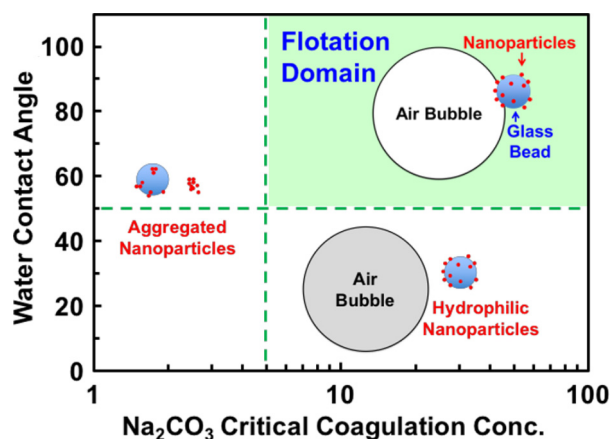 100
80
60
40
20
0
Water Contact Angle
Flotation
Domain
Nanoparticles
Air Bubble
Glass
Bead
Aggregated
Nanoparticles
Air
Bubble
Hydrophilic
Nanoparticles
1
10
100
Na₂CO₃ Critical Coagulation Conc.